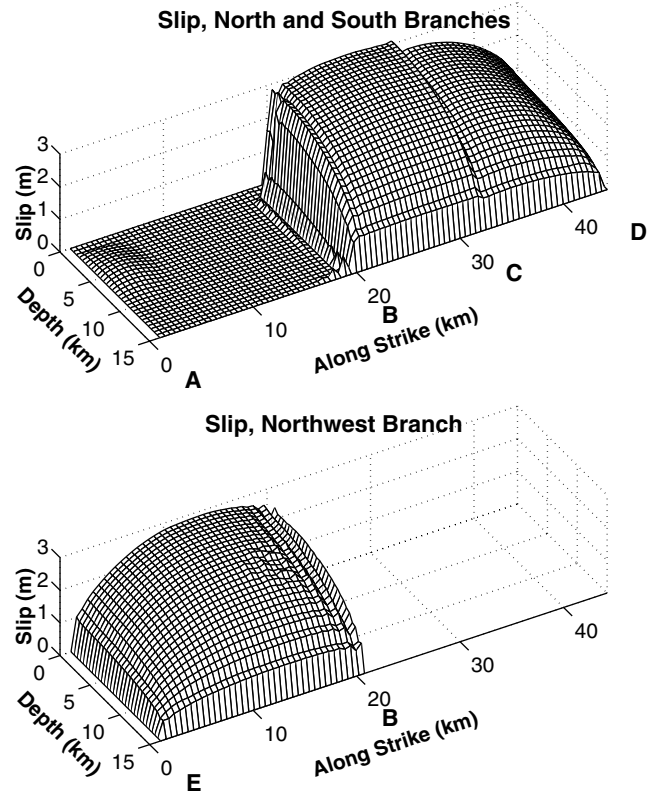 Slip, North and South Branches
3
2
1
0
Slip (m)
0
5
10
15
Depth (km)
0
10
20
30
40
Along Strike (km)
A
B
C
D
Slip, Northwest Branch
3
2
1
0
Slip (m)
0
5
10
15
Depth (km)
0
10
20
30
40
Along Strike (km)
E
B